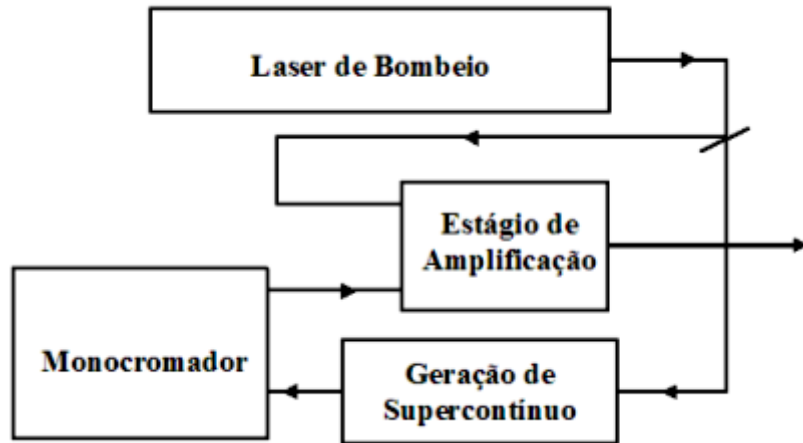 Laser de Bombeio
Estágio de
Amplificação
Monocromador
Geração de
Supercontínuo